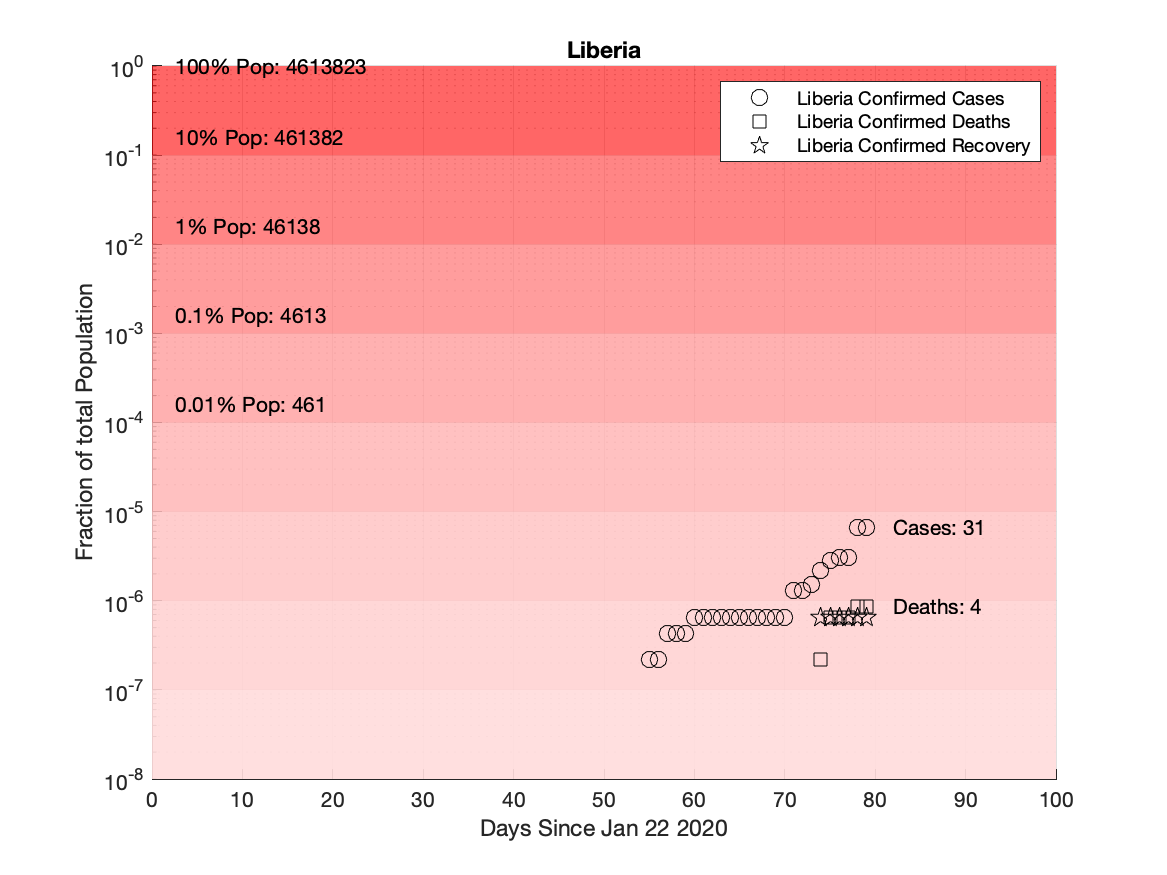 Liberia
10^0
100% Pop: 4613823
Liberia Confirmed Cases
Liberia Confirmed Deaths
Liberia Confirmed Recovery
10% Pop: 461382
10^-1
1% Pop: 46138
10^-2
0.1% Pop: 4613
10^-3
0.01% Pop: 461
10^-4
10^-5
Cases: 31
10^-6
Deaths: 4
10^-7
10^-8
Fraction of total Population
0 10 20 30 40 50 60 70 80 90 100
Days Since Jan 22 2020